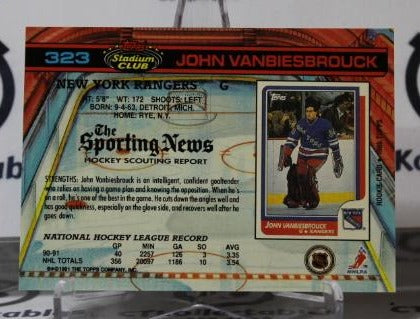 323
Topps
Stadium
CLUB
JOHN VANBIESBROUCK
NEW YORK RANGERS G
HT: 5'8" WT: 172 SHOOTS: LEFT
BORN: 9-4-63, DETROIT, MICH.
HOME: RYE, N.Y.
The
Sporting News
HOCKEY SCOUTING REPORT
STRENGTHS: John Vanbiesbrouck is an intelligent, confident goaltender
who relies on having a game plan and knowing the opposition. When he's
on a roll, he's one of the best in the game. He cuts down the angles well and
has good quickness, especially on the glove side, and recovers well after he
goes down.
NATIONAL HOCKEY LEAGUE RECORD
GP MIN GA SO AVG
90-91 40 2257 126 3 3.35
NHL TOTALS 356 20097 1186 10 3.54
©1991 THE TOPPS COMPANY, INC.
Topps
JOHN VANBIESBROUCK
G RANGERS
NHL
NHLPA